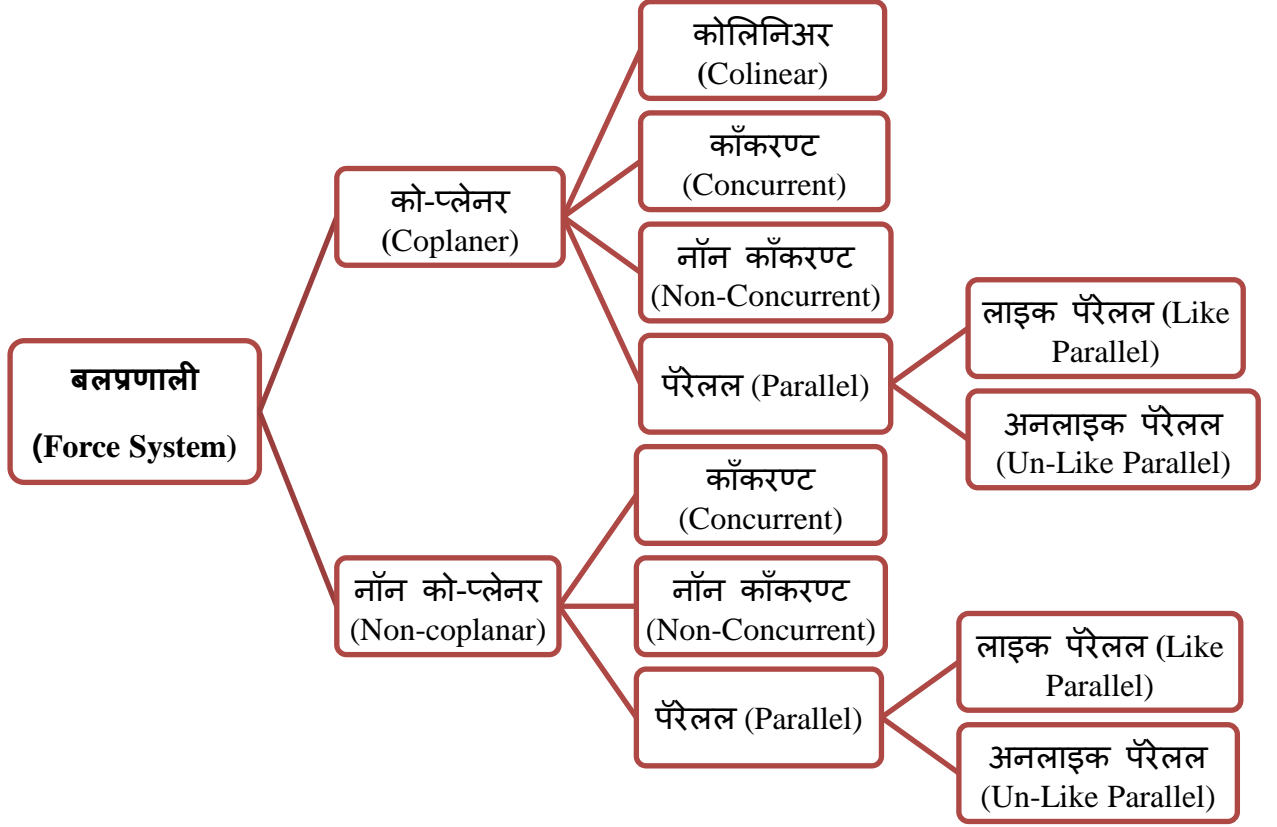 बलप्रणाली
(Force System)
को-प्लेनर
(Coplaner)
कोलिनिअर
(Colinear)
कॉंकरण्ट
(Concurrent)
नॉन कॉंकरण्ट
(Non-Concurrent)
पॅरेलल (Parallel)
लाइक पॅरेलल (Like
Parallel)
अनलाइक पॅरेलल
(Un-Like Parallel)
नॉन को-प्लेनर
(Non-coplanar)
कॉंकरण्ट
(Concurrent)
नॉन कॉंकरण्ट
(Non-Concurrent)
पॅरेलल (Parallel)
लाइक पॅरेलल (Like
Parallel)
अनलाइक पॅरेलल
(Un-Like Parallel)